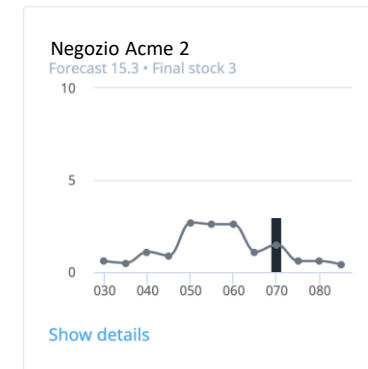 Negozio Acme 2
Forecast 15.3 • Final stock 3
10
5
0
030 040 050 060 070 080
Show details